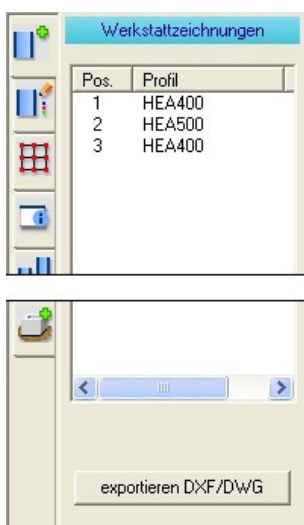 Werkstattzeichnungen
Pos. Profil
1 HEA400
2 HEA500
3 HEA400
exportieren DXF/DWG